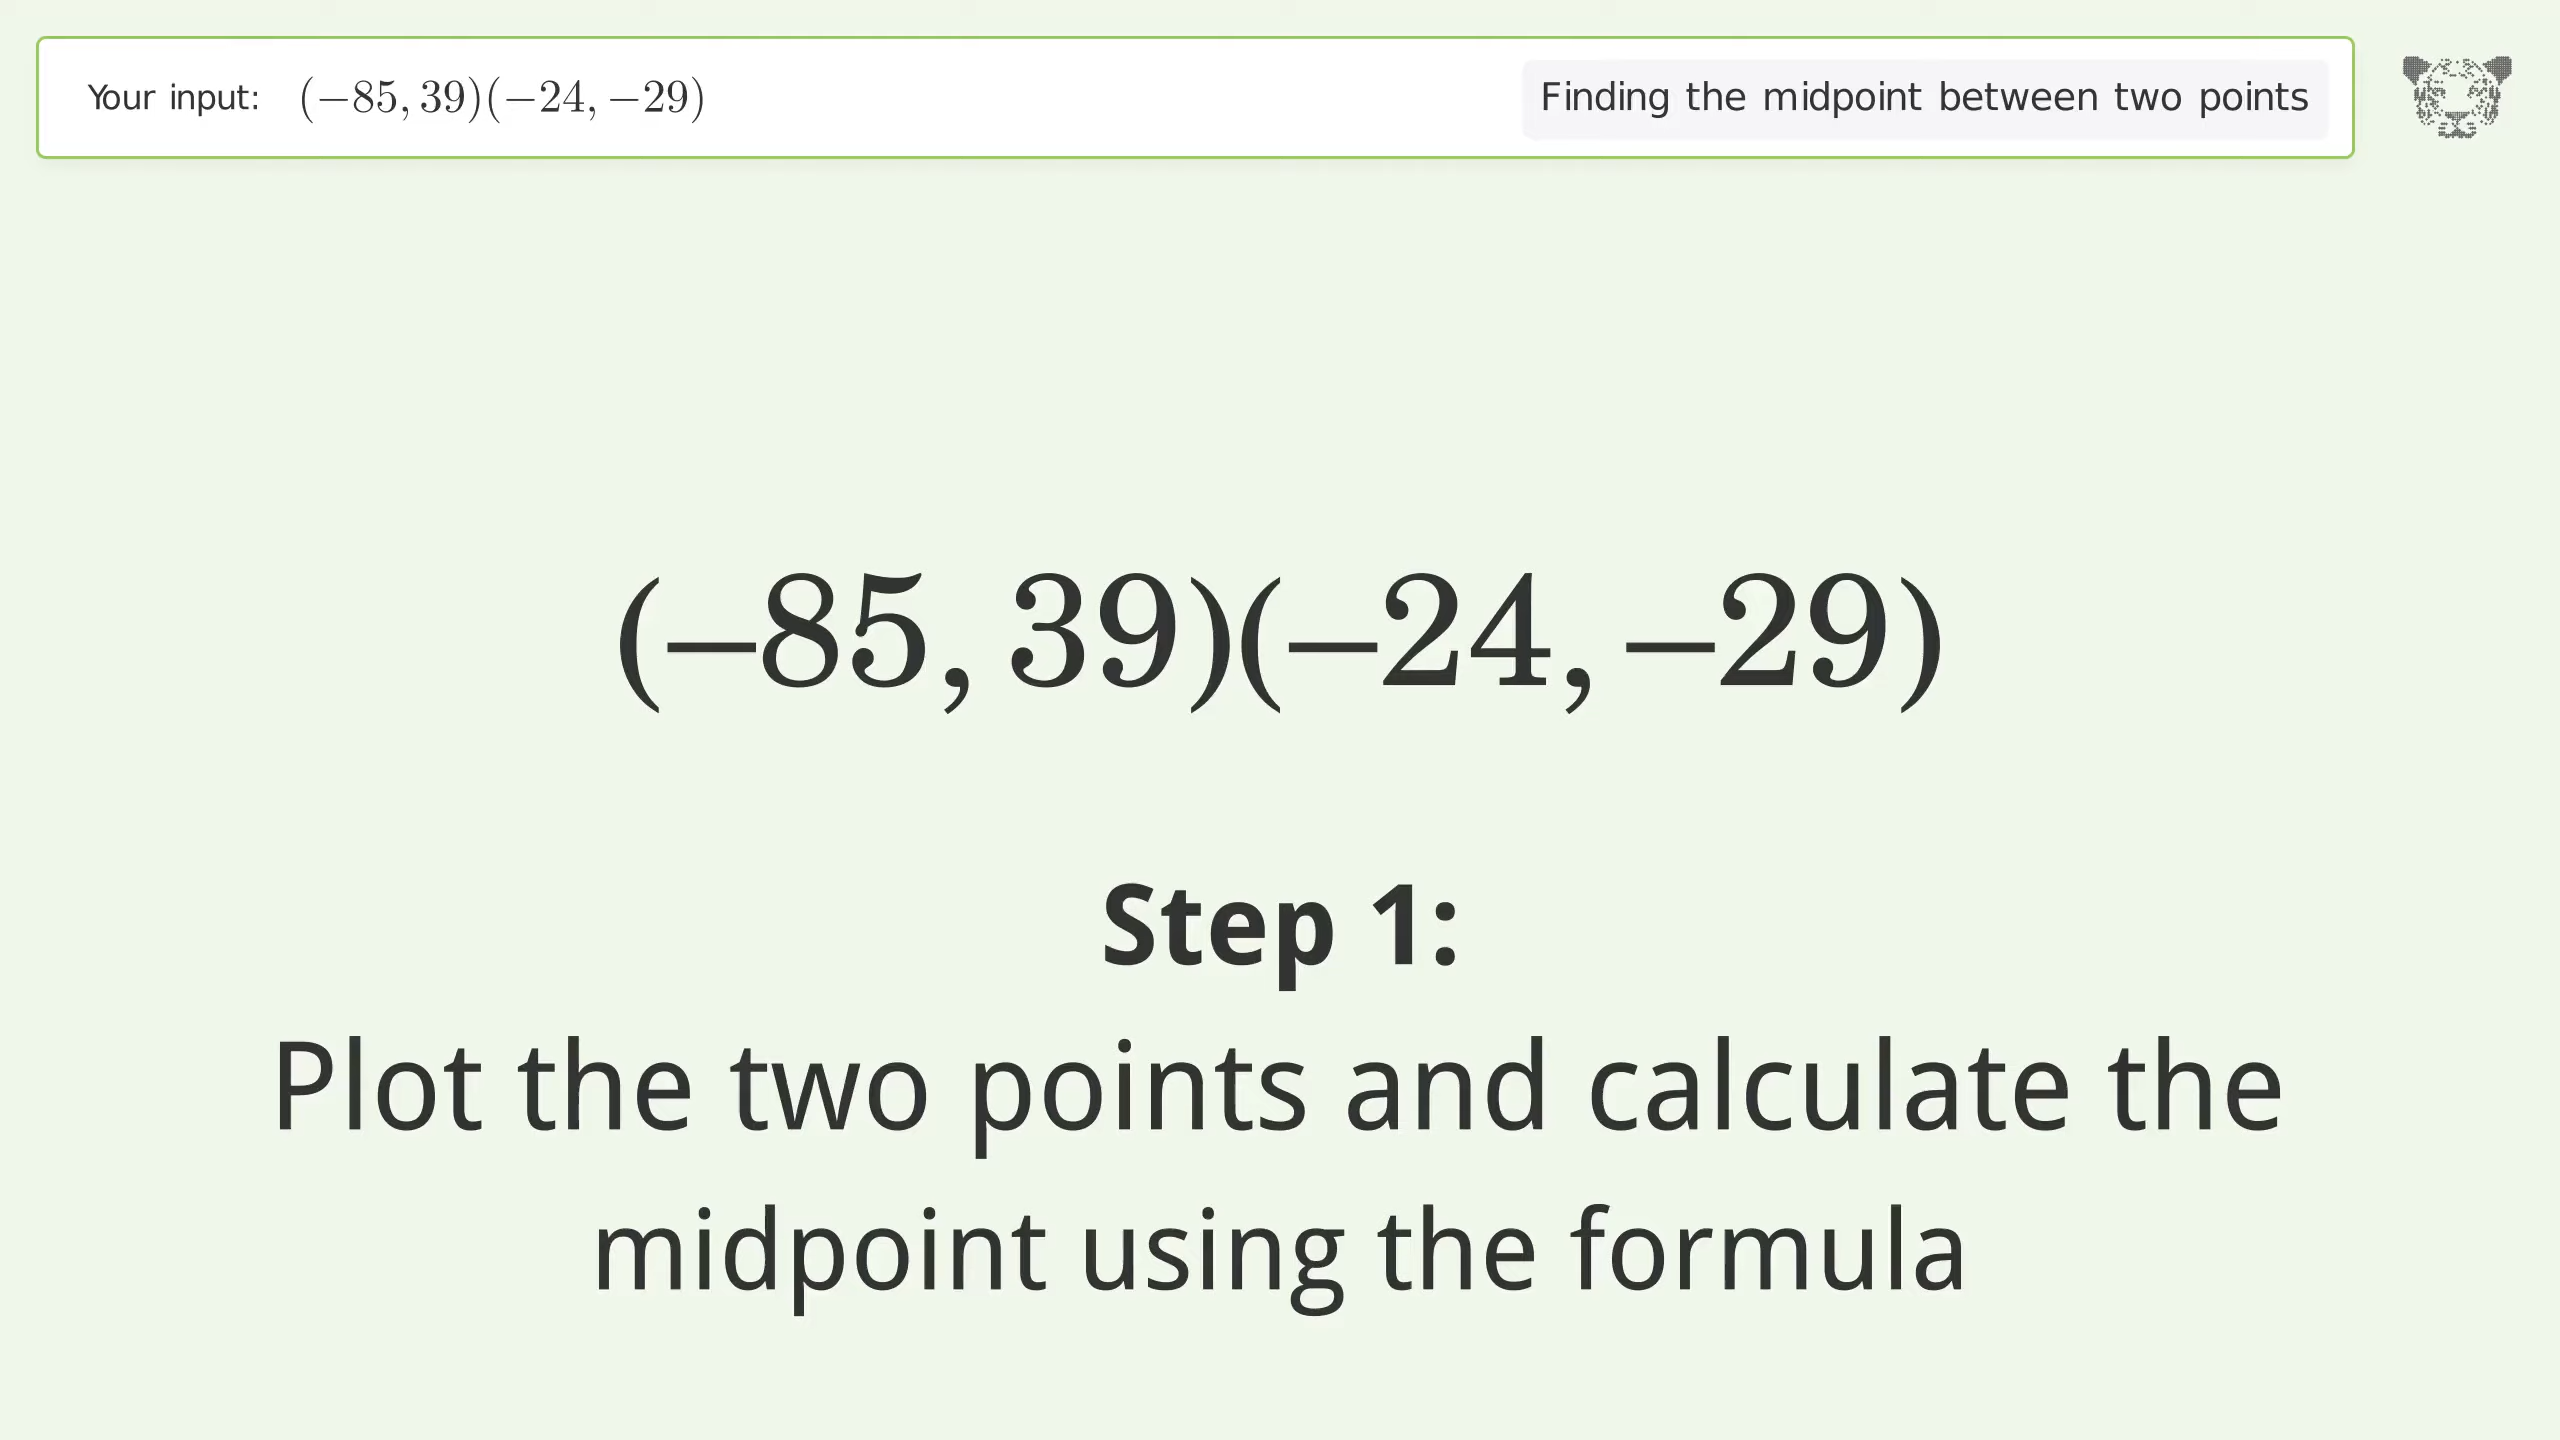 Your input: (−85, 39)(−24, −29)
Finding the midpoint between two points
(−85, 39)(−24, −29)
Step 1:
Plot the two points and calculate the
midpoint using the formula